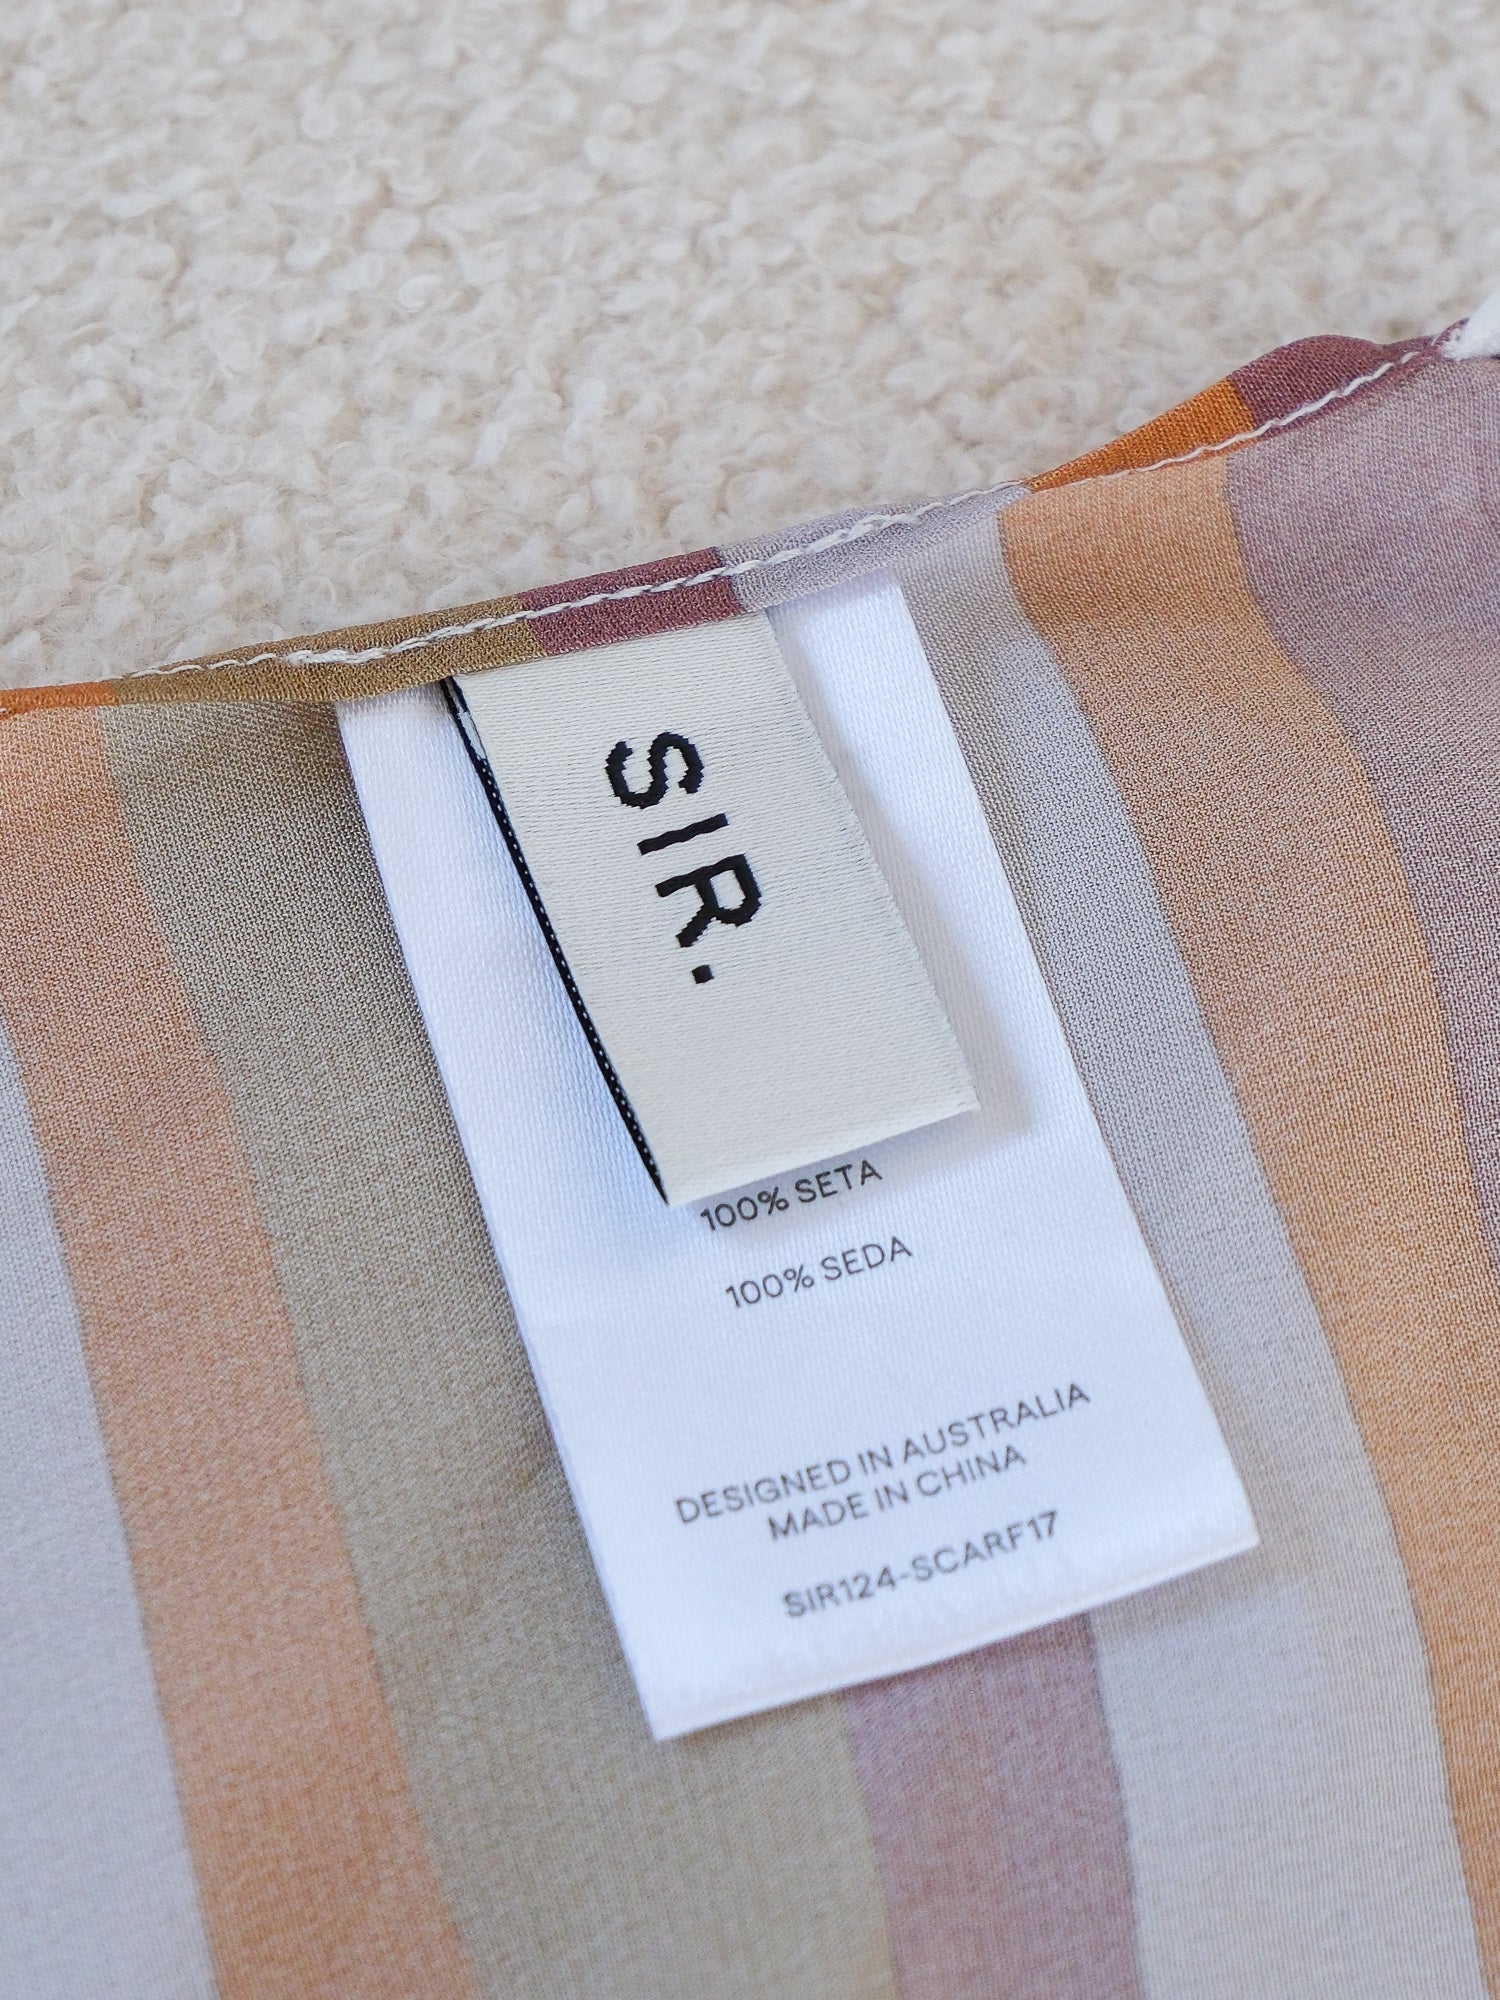 SIR.
100% SETA
100% SEDA
DESIGNED IN AUSTRALIA
MADE IN CHINA
SIR124-SCARF17